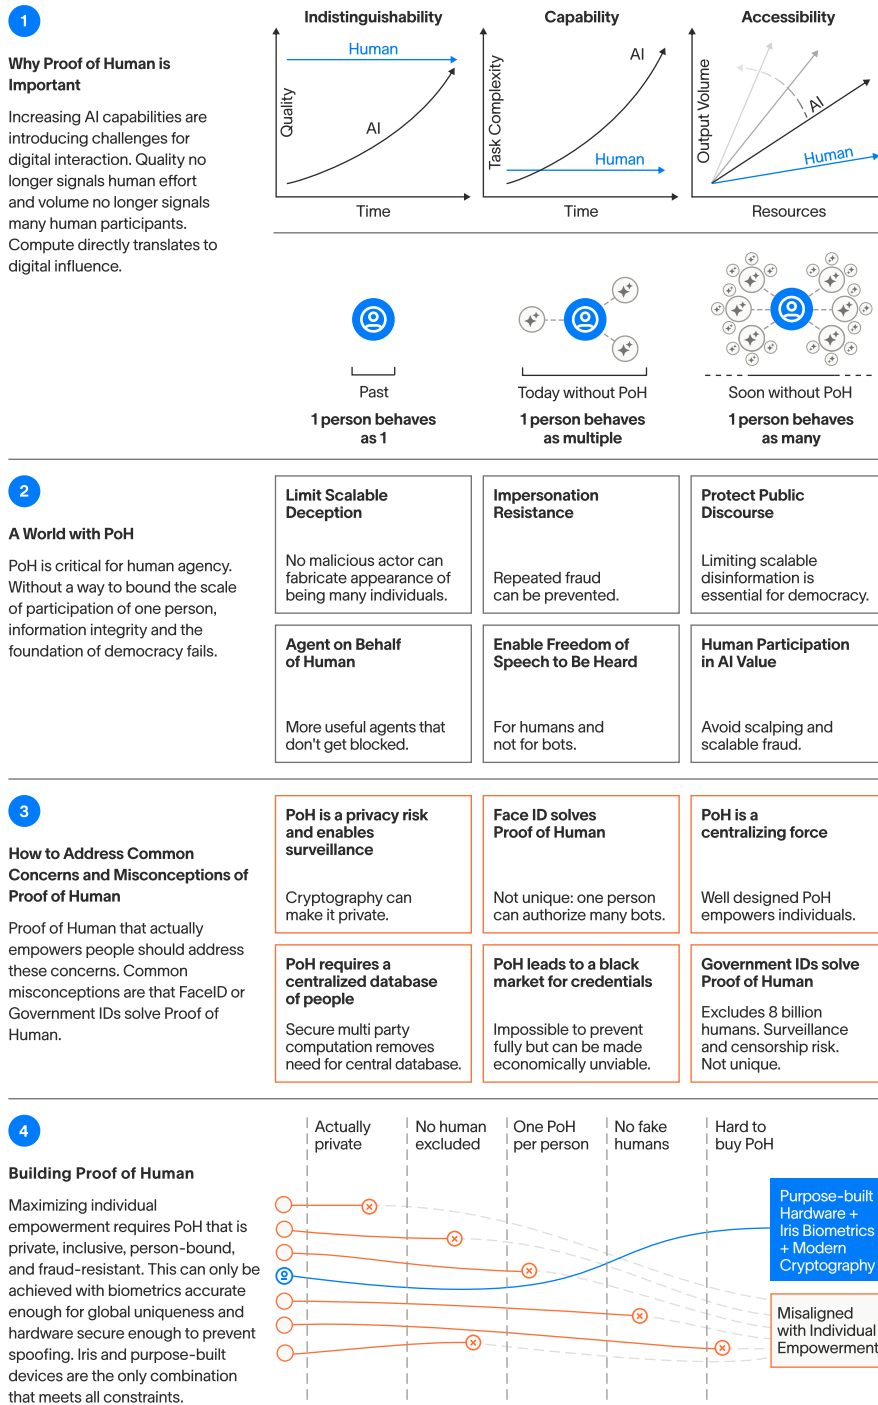 1
Why Proof of Human is
Important
Increasing AI capabilities are
introducing challenges for
digital interaction. Quality no
longer signals human effort
and volume no longer signals
many human participants.
Compute directly translates to
digital influence.
Indistinguishability
Quality
Human
AI
Time
Capability
Task Complexity
AI
Human
Time
Accessibility
Output Volume
AI
Human
Resources
Past
1 person behaves
as 1
Today without PoH
1 person behaves
as multiple
Soon without PoH
1 person behaves
as many
2
A World with PoH
PoH is critical for human agency.
Without a way to bound the scale
of participation of one person,
information integrity and the
foundation of democracy fails.
Limit Scalable
Deception
No malicious actor can
fabricate appearance of
being many individuals.
Impersonation
Resistance
Repeated fraud
can be prevented.
Protect Public
Discourse
Limiting scalable
disinformation is
essential for democracy.
Agent on Behalf
of Human
More useful agents that
don't get blocked.
Enable Freedom of
Speech to Be Heard
For humans and
not for bots.
Human Participation
in AI Value
Avoid scalping and
scalable fraud.
3
How to Address Common
Concerns and Misconceptions of
Proof of Human
Proof of Human that actually
empowers people should address
these concerns. Common
misconceptions are that FaceID or
Government IDs solve Proof of
Human.
PoH is a privacy risk
and enables
surveillance
Cryptography can
make it private.
Face ID solves
Proof of Human
Not unique: one person
can authorize many bots.
PoH is a
centralizing force
Well designed PoH
empowers individuals.
PoH requires a
centralized database
of people
Secure multi party
computation removes
need for central database.
PoH leads to a black
market for credentials
Impossible to prevent
fully but can be made
economically unviable.
Government IDs solve
Proof of Human
Excludes 8 billion
humans. Surveillance
and censorship risk.
Not unique.
4
Building Proof of Human
Maximizing individual
empowerment requires PoH that is
private, inclusive, person-bound,
and fraud-resistant. This can only be
achieved with biometrics accurate
enough for global uniqueness and
hardware secure enough to prevent
spoofing. Iris and purpose-built
devices are the only combination
that meets all constraints.
Actually
private
No human
excluded
One PoH
per person
No fake
humans
Hard to
buy PoH
Purpose-built
Hardware +
Iris Biometrics
+ Modern
Cryptography
Misaligned
with Individual
Empowerment